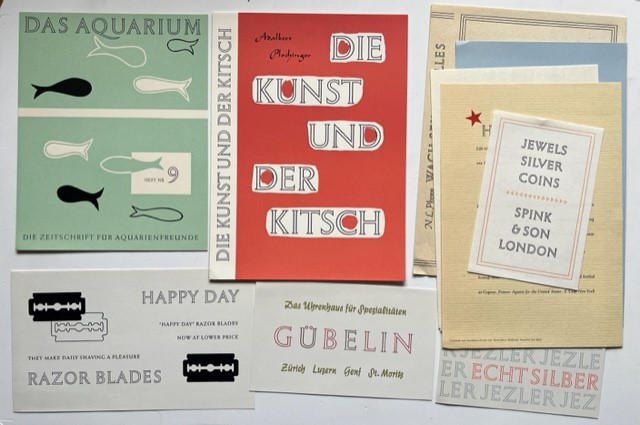 DAS AQUARIUM
HEFT NR. 9
DIE ZEITSCHRIFT FÜR AQUARIENFREUNDE
DIE KUNST UND DER KITSCH
Adalbert
Plochinger
DIE
KUNST
UND
DER
KITSCH
JEWELS
SILVER
COINS
SPINK
& SON
LONDON
HAPPY DAY
"HAPPY DAY" RAZOR BLADES
NOW AT LOWER PRICE
THEY MAKE DAILY SHAVING A PLEASURE
RAZOR BLADES
Das Uhrenhaus für Spezialitäten
GÜBELIN
Zürich Luzern Genf St. Moritz
R JEZLER JEZLE
ER ECHT SILBER
LER JEZLER JEZ